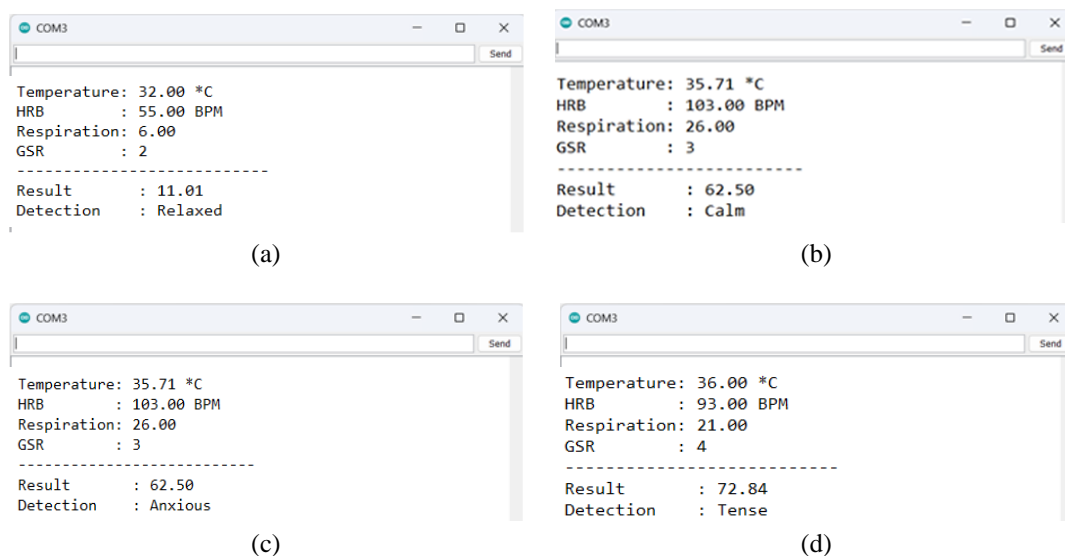 COM3
Send
Temperature: 32.00 *C
HRB : 55.00 BPM
Respiration: 6.00
GSR : 2
---------------------------
Result : 11.01
Detection : Relaxed
(a)
COM3
Send
Temperature: 35.71 *C
HRB : 103.00 BPM
Respiration: 26.00
GSR : 3
--------------------------
Result : 62.50
Detection : Calm
(b)
COM3
Send
Temperature: 35.71 *C
HRB : 103.00 BPM
Respiration: 26.00
GSR : 3
--------------------------
Result : 62.50
Detection : Anxious
(c)
COM3
Send
Temperature: 36.00 *C
HRB : 93.00 BPM
Respiration: 21.00
GSR : 4
----------------------------
Result : 72.84
Detection : Tense
(d)